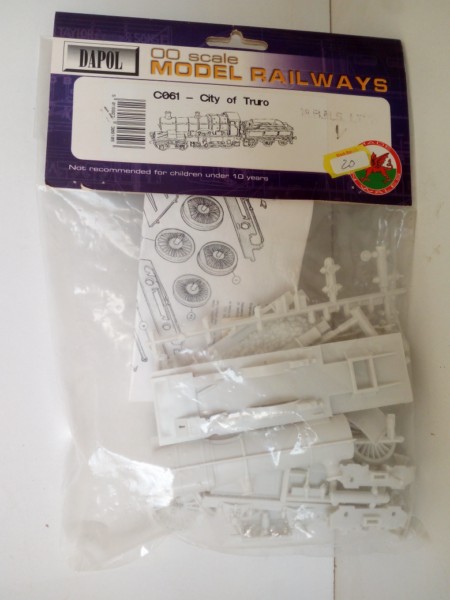 DAPOL
OO scale
MODEL RAILWAYS
C061 - City of Truro
20
Not recommended for children under 10 years